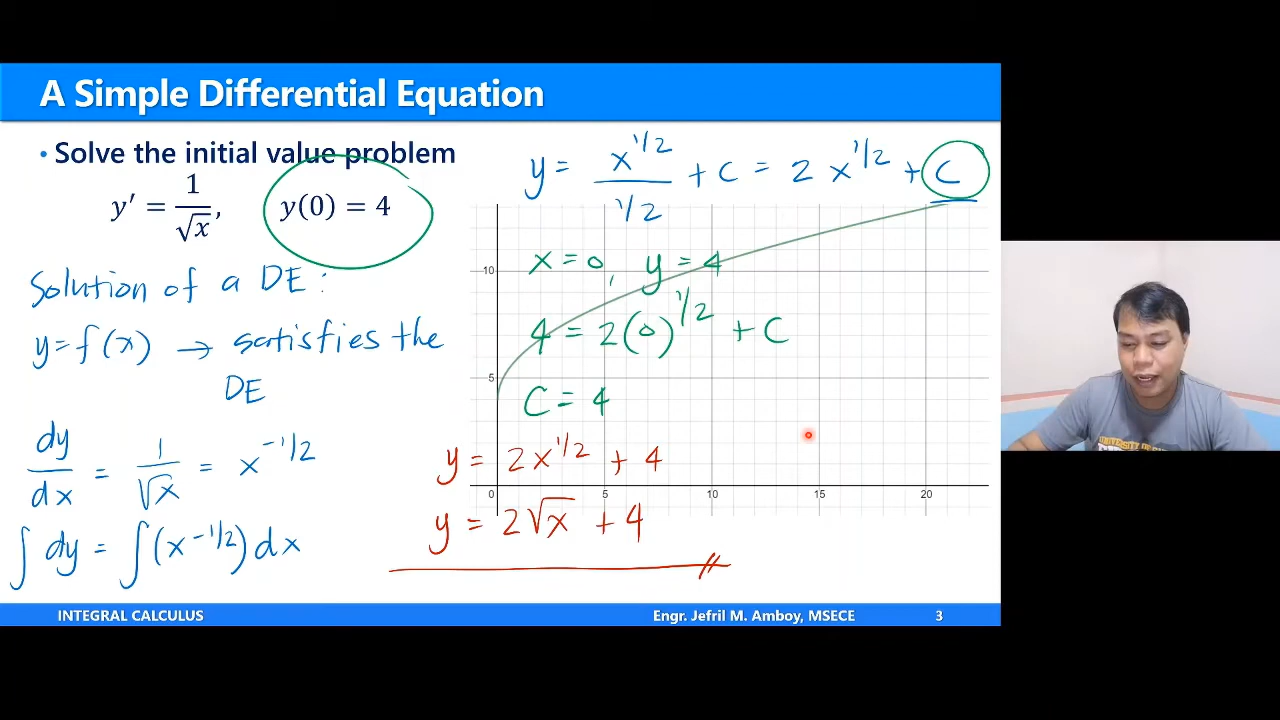 A Simple Differential Equation
• Solve the initial value problem
y′ = 1/√x, y(0) = 4
Solution of a DE:
y = f(x) → satisfies the
DE
dy/dx = 1/√x = x^-1/2
∫ dy = ∫ (x^-1/2) dx
y = x^1/2 / 1/2 + C = 2 x^1/2 + C
x = 0, y = 4
4 = 2(0)^1/2 + C
C = 4
y = 2x^1/2 + 4
y = 2√x + 4
10
5
0 5 10 15 20
INTEGRAL CALCULUS Engr. Jefril M. Amboy, MSECE 3